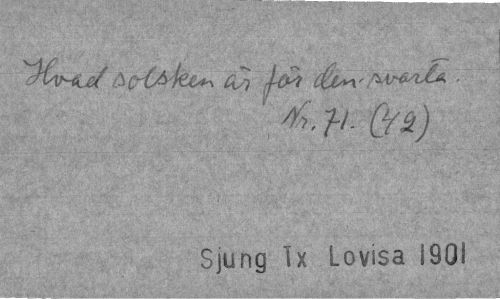 Hvad solsken är för den svarta.
Nr. 71. (42)
Sjung Tx Lovisa 1901